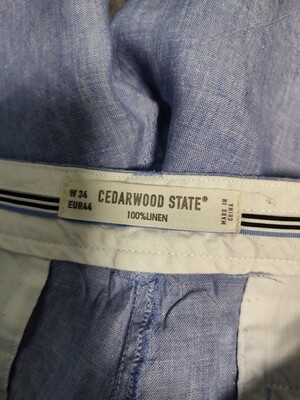 W 34
EUR44
CEDARWOOD STATE®
100%LINEN
MADE IN
CHINA